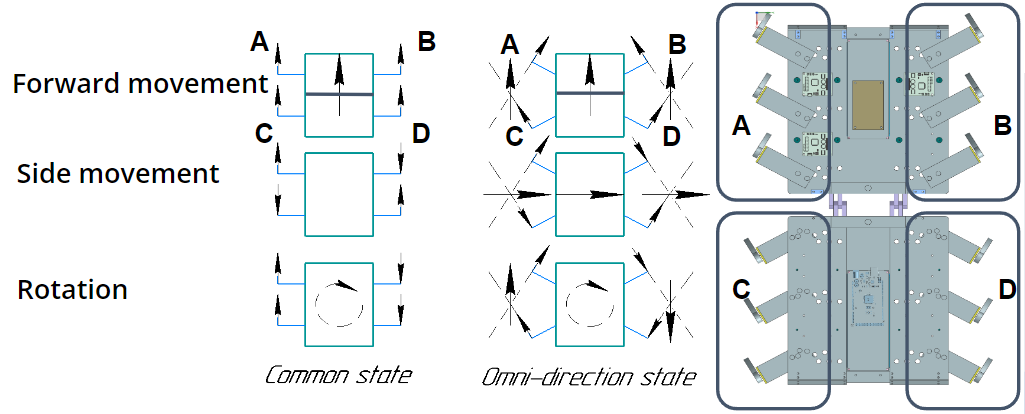 A B A B
Forward movement
C D C D
Side movement
Rotation
Common state Omni-direction state
A B
C D